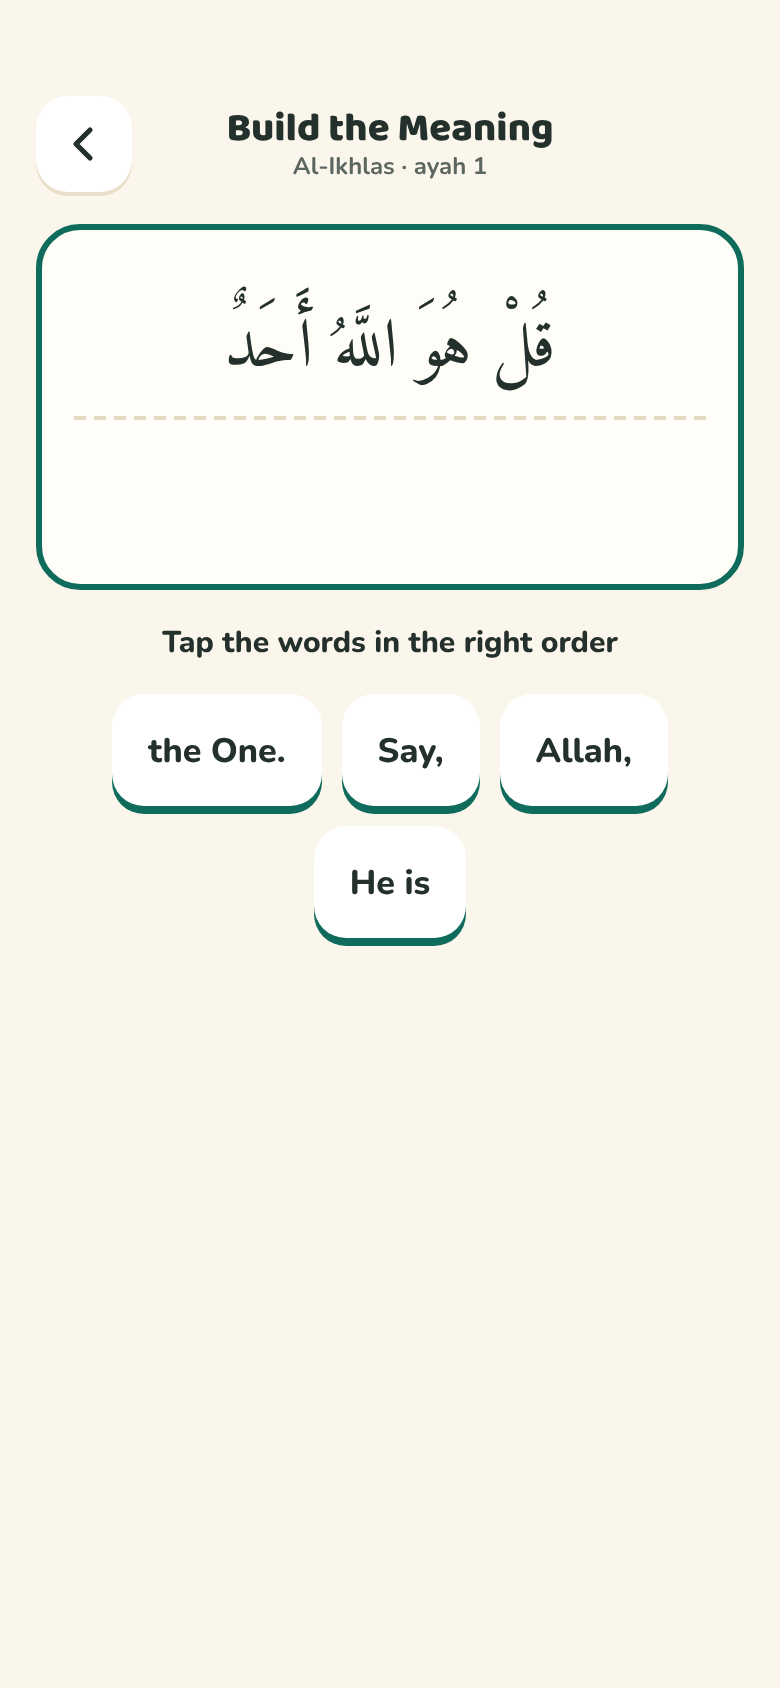 Build the Meaning
Al-Ikhlas · ayah 1
قُلْ هُوَ اللَّهُ أَحَدٌ
Tap the words in the right order
the One.
Say,
Allah,
He is